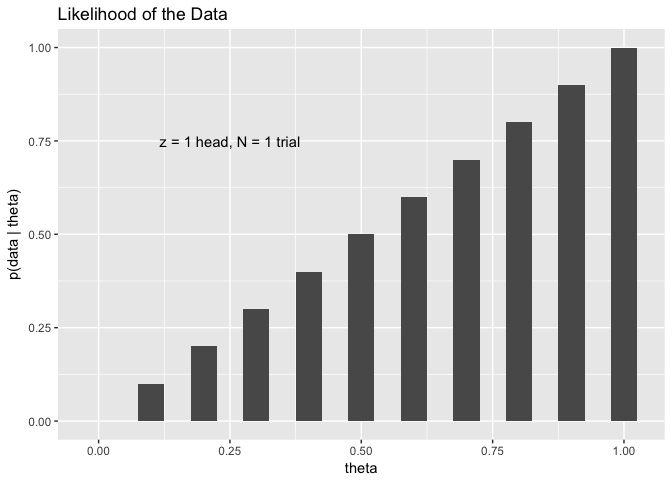 Likelihood of the Data
1.00
z = 1 head, N = 1 trial
0.75
p(data | theta)
0.50
0.25
0.00
0.00 0.25 0.50 0.75 1.00
theta